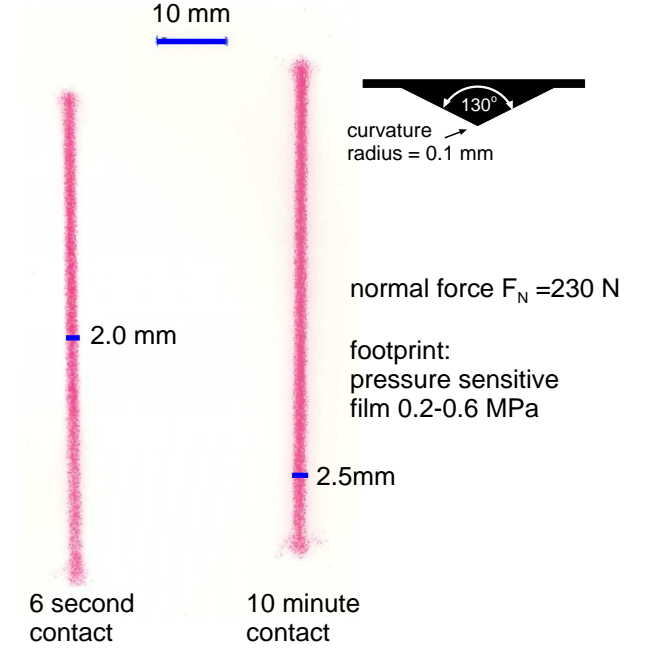 10 mm
130°
curvature
radius = 0.1 mm
normal force F_N =230 N
2.0 mm
footprint:
pressure sensitive
film 0.2-0.6 MPa
2.5mm
6 second
contact
10 minute
contact